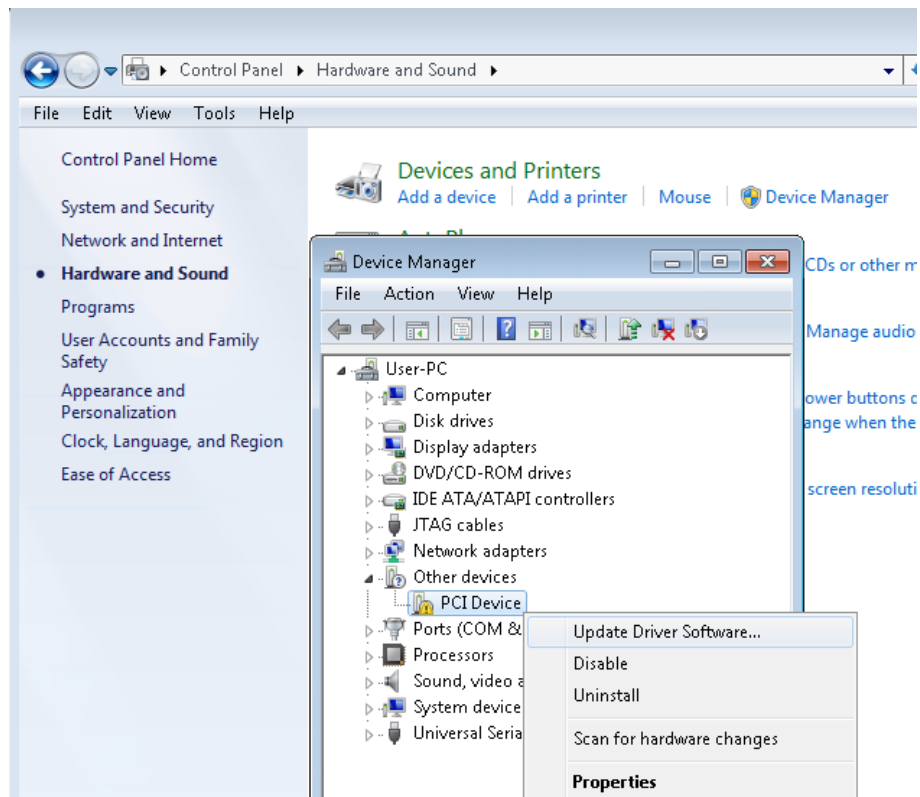 Control Panel Hardware and Sound
File Edit View Tools Help
Control Panel Home
System and Security
Network and Internet
Hardware and Sound
Programs
User Accounts and Family
Safety
Appearance and
Personalization
Clock, Language, and Region
Ease of Access
Devices and Printers
Add a device Add a printer Mouse Device Manager
CDs or other
Manage audio
ower buttons
ange when the
screen resoluti
Device Manager
File Action View Help
User-PC
Computer
Disk drives
Display adapters
DVD/CD-ROM drives
IDE ATA/ATAPI controllers
JTAG cables
Network adapters
Other devices
PCI Device
Ports (COM &
Processors
Sound, video
System device
Universal Seria
Update Driver Software...
Disable
Uninstall
Scan for hardware changes
Properties